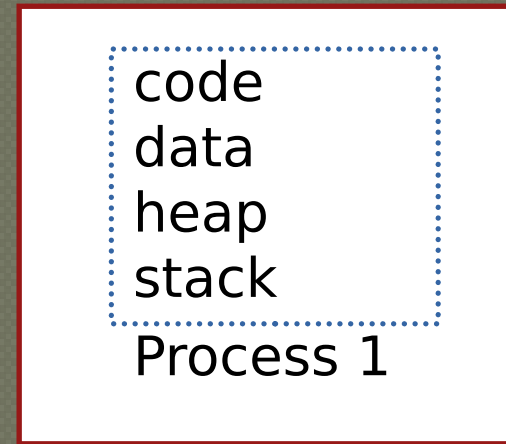 code
data
heap
stack
Process 1